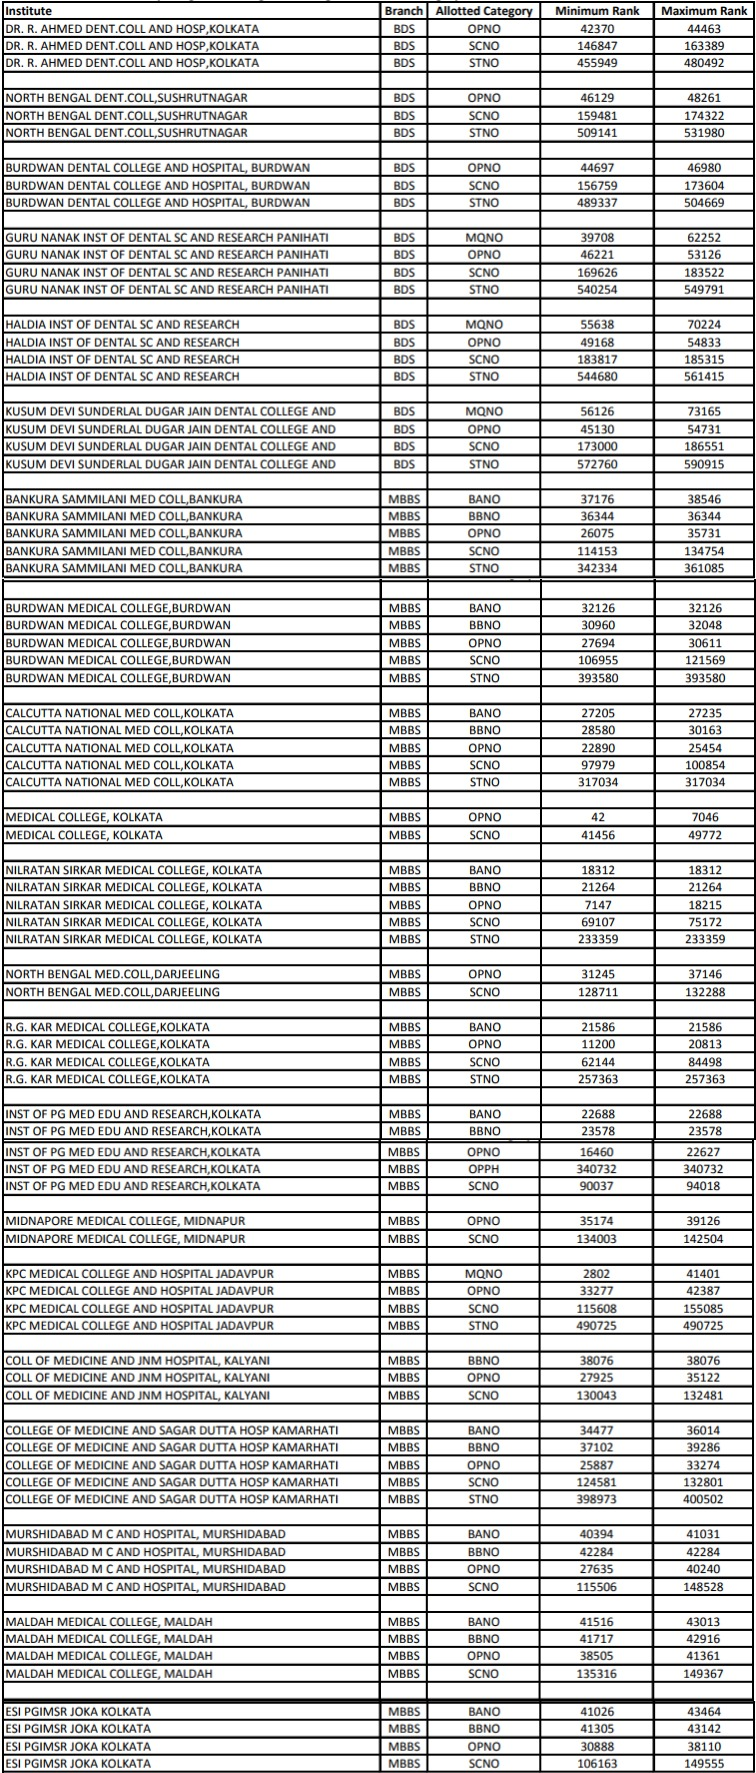 Institute Branch Allotted Category Minimum Rank Maximum Rank
DR. R. AHMED DENT.COLL AND HOSP,KOLKATA BDS OPNO 42370 44463
DR. R. AHMED DENT.COLL AND HOSP,KOLKATA BDS SCNO 146847 163389
DR. R. AHMED DENT.COLL AND HOSP,KOLKATA BDS STNO 455949 480492
NORTH BENGAL DENT.COLL,SUSHRUTNAGAR BDS OPNO 46129 48261
NORTH BENGAL DENT.COLL,SUSHRUTNAGAR BDS SCNO 159481 174322
NORTH BENGAL DENT.COLL,SUSHRUTNAGAR BDS STNO 509141 531980
BURDWAN DENTAL COLLEGE AND HOSPITAL, BURDWAN BDS OPNO 44697 46980
BURDWAN DENTAL COLLEGE AND HOSPITAL, BURDWAN BDS SCNO 156759 173604
BURDWAN DENTAL COLLEGE AND HOSPITAL, BURDWAN BDS STNO 489337 504669
GURU NANAK INST OF DENTAL SC AND RESEARCH PANIHATI BDS MQNO 39708 62252
GURU NANAK INST OF DENTAL SC AND RESEARCH PANIHATI BDS OPNO 46221 53126
GURU NANAK INST OF DENTAL SC AND RESEARCH PANIHATI BDS SCNO 169626 183522
GURU NANAK INST OF DENTAL SC AND RESEARCH PANIHATI BDS STNO 540254 549791
HALDIA INST OF DENTAL SC AND RESEARCH BDS MQNO 55638 70224
HALDIA INST OF DENTAL SC AND RESEARCH BDS OPNO 49168 54833
HALDIA INST OF DENTAL SC AND RESEARCH BDS SCNO 183817 185315
HALDIA INST OF DENTAL SC AND RESEARCH BDS STNO 544680 561415
KUSUM DEVI SUNDERLAL DUGAR JAIN DENTAL COLLEGE AND BDS MQNO 56126 73165
KUSUM DEVI SUNDERLAL DUGAR JAIN DENTAL COLLEGE AND BDS OPNO 45130 54731
KUSUM DEVI SUNDERLAL DUGAR JAIN DENTAL COLLEGE AND BDS SCNO 173000 186551
KUSUM DEVI SUNDERLAL DUGAR JAIN DENTAL COLLEGE AND BDS STNO 572760 590915
BANKURA SAMMILANI MED COLL,BANKURA MBBS BANO 37176 38546
BANKURA SAMMILANI MED COLL,BANKURA MBBS BBNO 36344 36344
BANKURA SAMMILANI MED COLL,BANKURA MBBS OPNO 26075 35731
BANKURA SAMMILANI MED COLL,BANKURA MBBS SCNO 114153 134754
BANKURA SAMMILANI MED COLL,BANKURA MBBS STNO 342334 361085
BURDWAN MEDICAL COLLEGE,BURDWAN MBBS BANO 32126 32126
BURDWAN MEDICAL COLLEGE,BURDWAN MBBS BBNO 30960 32048
BURDWAN MEDICAL COLLEGE,BURDWAN MBBS OPNO 27694 30611
BURDWAN MEDICAL COLLEGE,BURDWAN MBBS SCNO 106955 121569
BURDWAN MEDICAL COLLEGE,BURDWAN MBBS STNO 393580 393580
CALCUTTA NATIONAL MED COLL,KOLKATA MBBS BANO 27205 27235
CALCUTTA NATIONAL MED COLL,KOLKATA MBBS BBNO 28580 30163
CALCUTTA NATIONAL MED COLL,KOLKATA MBBS OPNO 22890 25454
CALCUTTA NATIONAL MED COLL,KOLKATA MBBS SCNO 97979 100854
CALCUTTA NATIONAL MED COLL,KOLKATA MBBS STNO 317034 317034
MEDICAL COLLEGE, KOLKATA MBBS OPNO 42 7046
MEDICAL COLLEGE, KOLKATA MBBS SCNO 41456 49772
NILRATAN SIRKAR MEDICAL COLLEGE, KOLKATA MBBS BANO 18312 18312
NILRATAN SIRKAR MEDICAL COLLEGE, KOLKATA MBBS BBNO 21264 21264
NILRATAN SIRKAR MEDICAL COLLEGE, KOLKATA MBBS OPNO 7147 18215
NILRATAN SIRKAR MEDICAL COLLEGE, KOLKATA MBBS SCNO 69107 75172
NILRATAN SIRKAR MEDICAL COLLEGE, KOLKATA MBBS STNO 233359 233359
NORTH BENGAL MED.COLL,DARJEELING MBBS OPNO 31245 37146
NORTH BENGAL MED.COLL,DARJEELING MBBS SCNO 128711 132288
R.G. KAR MEDICAL COLLEGE,KOLKATA MBBS BANO 21586 21586
R.G. KAR MEDICAL COLLEGE,KOLKATA MBBS OPNO 11200 20813
R.G. KAR MEDICAL COLLEGE,KOLKATA MBBS SCNO 62144 84498
R.G. KAR MEDICAL COLLEGE,KOLKATA MBBS STNO 257363 257363
INST OF PG MED EDU AND RESEARCH,KOLKATA MBBS BANO 22688 22688
INST OF PG MED EDU AND RESEARCH,KOLKATA MBBS BBNO 23578 23578
INST OF PG MED EDU AND RESEARCH,KOLKATA MBBS OPNO 16460 22627
INST OF PG MED EDU AND RESEARCH,KOLKATA MBBS OPPH 340732 340732
INST OF PG MED EDU AND RESEARCH,KOLKATA MBBS SCNO 90037 94018
MIDNAPORE MEDICAL COLLEGE, MIDNAPUR MBBS OPNO 35174 39126
MIDNAPORE MEDICAL COLLEGE, MIDNAPUR MBBS SCNO 134003 142504
KPC MEDICAL COLLEGE AND HOSPITAL JADAVPUR MBBS MQNO 2802 41401
KPC MEDICAL COLLEGE AND HOSPITAL JADAVPUR MBBS OPNO 33277 42387
KPC MEDICAL COLLEGE AND HOSPITAL JADAVPUR MBBS SCNO 115608 155085
KPC MEDICAL COLLEGE AND HOSPITAL JADAVPUR MBBS STNO 490725 490725
COLL OF MEDICINE AND JNM HOSPITAL, KALYANI MBBS BBNO 38076 38076
COLL OF MEDICINE AND JNM HOSPITAL, KALYANI MBBS OPNO 27925 35122
COLL OF MEDICINE AND JNM HOSPITAL, KALYANI MBBS SCNO 130043 132481
COLLEGE OF MEDICINE AND SAGAR DUTTA HOSP KAMARHATI MBBS BANO 34477 36014
COLLEGE OF MEDICINE AND SAGAR DUTTA HOSP KAMARHATI MBBS BBNO 37102 39286
COLLEGE OF MEDICINE AND SAGAR DUTTA HOSP KAMARHATI MBBS OPNO 25887 33274
COLLEGE OF MEDICINE AND SAGAR DUTTA HOSP KAMARHATI MBBS SCNO 124581 132801
COLLEGE OF MEDICINE AND SAGAR DUTTA HOSP KAMARHATI MBBS STNO 398973 400502
MURSHIDABAD M C AND HOSPITAL, MURSHIDABAD MBBS BANO 40394 41031
MURSHIDABAD M C AND HOSPITAL, MURSHIDABAD MBBS BBNO 42284 42284
MURSHIDABAD M C AND HOSPITAL, MURSHIDABAD MBBS OPNO 27635 40240
MURSHIDABAD M C AND HOSPITAL, MURSHIDABAD MBBS SCNO 115506 148528
MALDAH MEDICAL COLLEGE, MALDAH MBBS BANO 41516 43013
MALDAH MEDICAL COLLEGE, MALDAH MBBS BBNO 41717 42916
MALDAH MEDICAL COLLEGE, MALDAH MBBS OPNO 38505 41361
MALDAH MEDICAL COLLEGE, MALDAH MBBS SCNO 135316 149367
ESI PGIMSR JOKA KOLKATA MBBS BANO 41026 43464
ESI PGIMSR JOKA KOLKATA MBBS BBNO 41305 43142
ESI PGIMSR JOKA KOLKATA MBBS OPNO 30888 38110
ESI PGIMSR JOKA KOLKATA MBBS SCNO 106163 149555